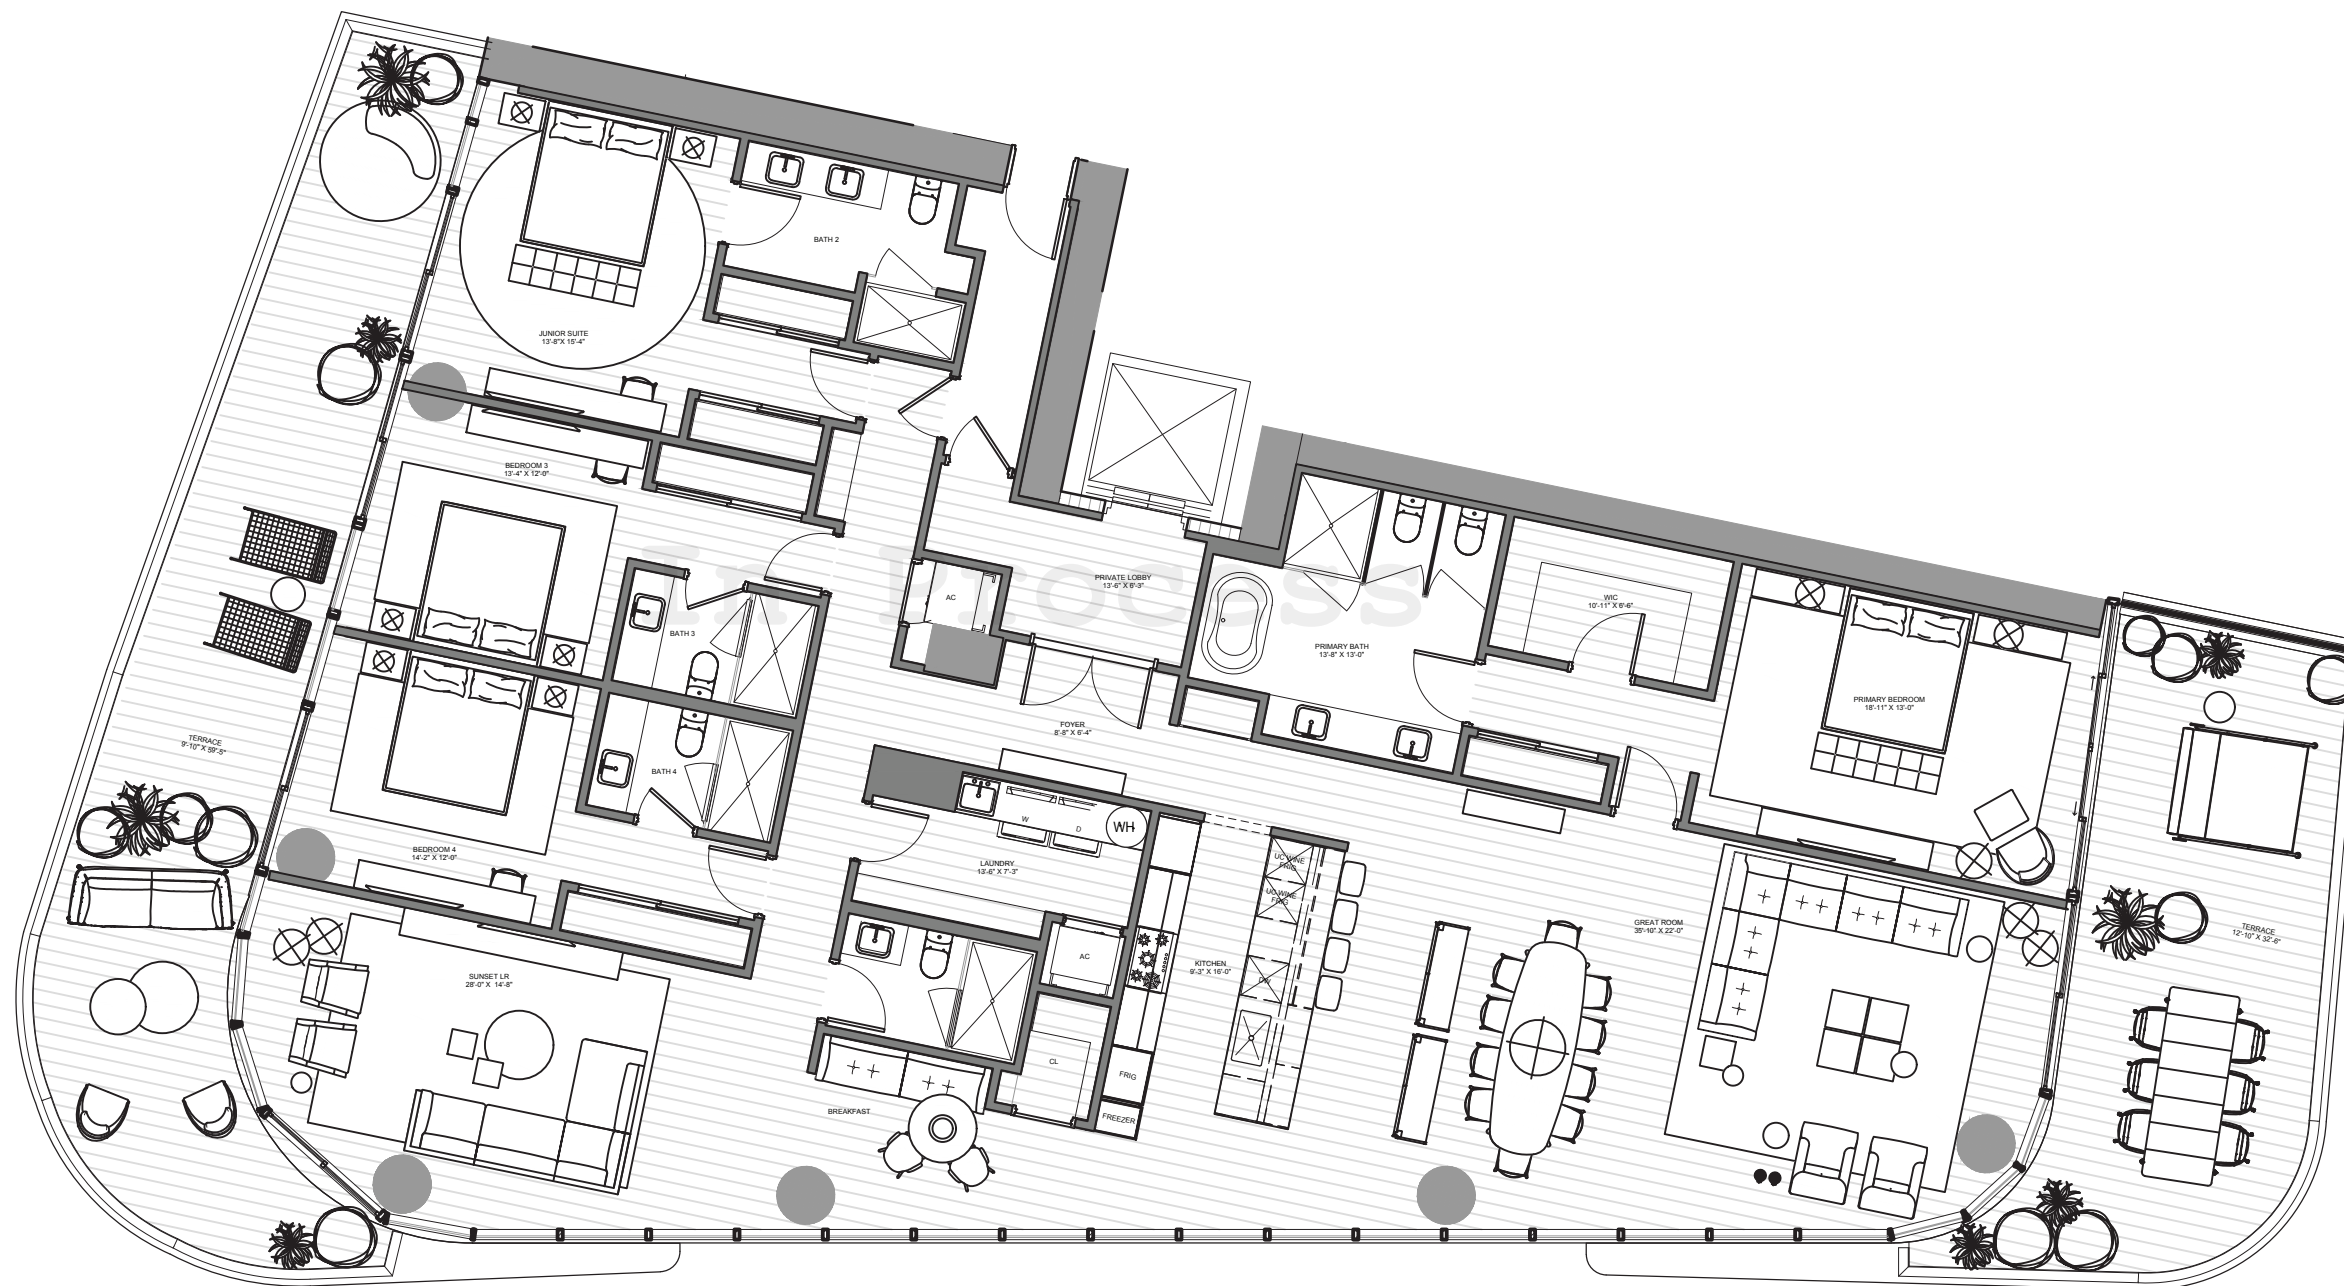 BATH 2
JUNIOR SUITE
13'-8"X 15'-4"
BEDROOM 3
13'-4" X 12'-0"
In Process
PRIVATE LOBBY
13'-6" X 6'-3"
AC
WIC
10'-11" X 6'-6"
BATH 3
PRIMARY BATH
13'-8" X 13'-0"
PRIMARY BEDROOM
18'-11" X 13'-0"
FOYER
8'-8" X 6'-4"
TERRACE
9'-10" X 59'-5"
BATH 4
W
D
WH
BEDROOM 4
14'-2" X 12'-0"
LAUNDRY
13'-6" X 7'-3"
UC WINE
FRIG
UC WINE
FRIG
GREAT ROOM
35'-10" X 22'-0"
TERRACE
12'-10" X 32'-6"
AC
KITCHEN
9'-3" X 16'-0"
SUNSET LR
28'-0" X 14'-8"
DW
CL
FRIG
BREAKFAST
FREEZER